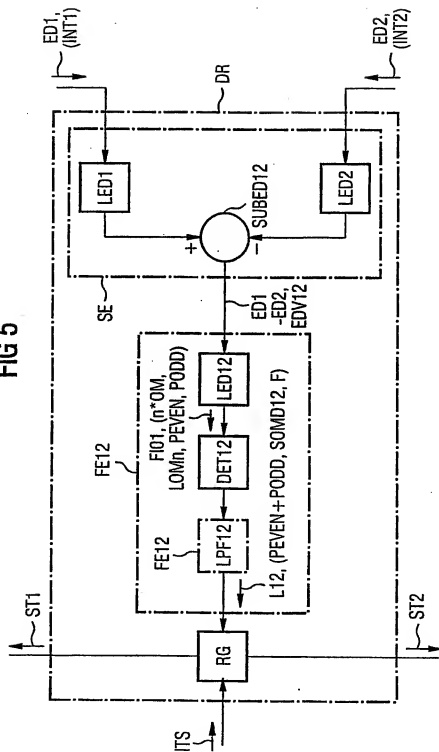 FIG 5
ED1,
(INT1)
ED2,
(INT2)
DR
SE
LED1
LED2
SUBED12
+
−
ED1
-ED2,
EDV12
FE12
LED12
FI01, (n*OM,
LOMn, PEVEN, PODD)
DET12
FE12
LPF12
L12, (PEVEN+PODD, SOMD12, F)
RG
ST1
ST2
ITS